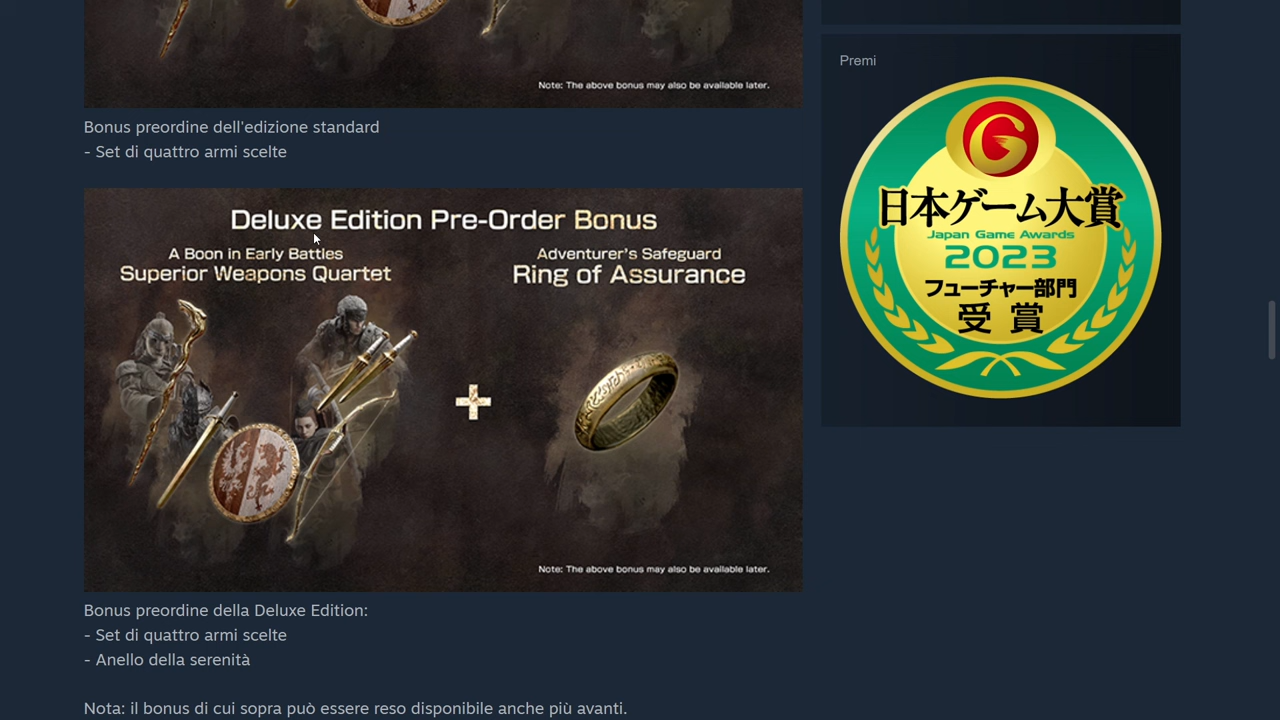 Note: The above bonus may also be available later.
Bonus preordine dell'edizione standard
- Set di quattro armi scelte
Deluxe Edition Pre-Order Bonus
A Boon in Early Battles
Superior Weapons Quartet
Adventurer's Safeguard
Ring of Assurance
Note: The above bonus may also be available later.
Bonus preordine della Deluxe Edition:
- Set di quattro armi scelte
- Anello della serenità
Nota: il bonus di cui sopra può essere reso disponibile anche più avanti.
Premi
G
日本ゲーム大賞
Japan Game Awards
2023
フューチャー部門
受賞